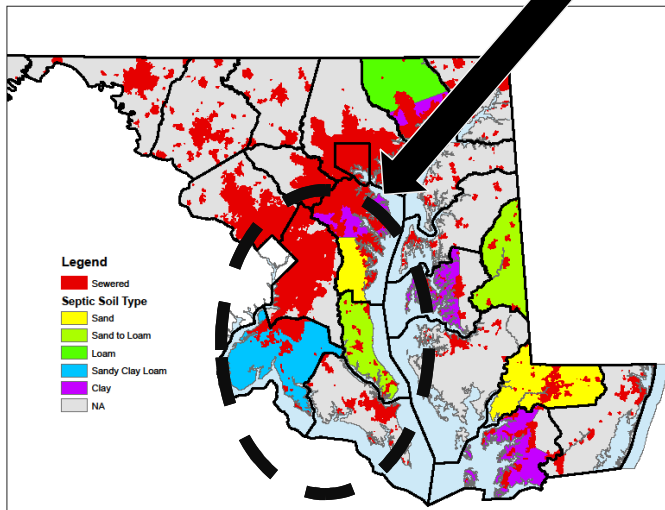 Legend
Sewered
Septic Soil Type
Sand
Sand to Loam
Loam
Sandy Clay Loam
Clay
NA